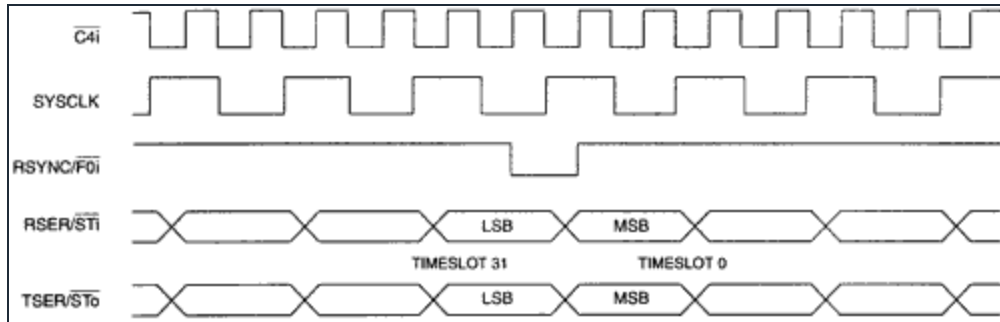 C4i
SYSCLK
RSYNC/F0i
RSER/STi LSB MSB
TIMESLOT 31 TIMESLOT 0
TSER/STo LSB MSB